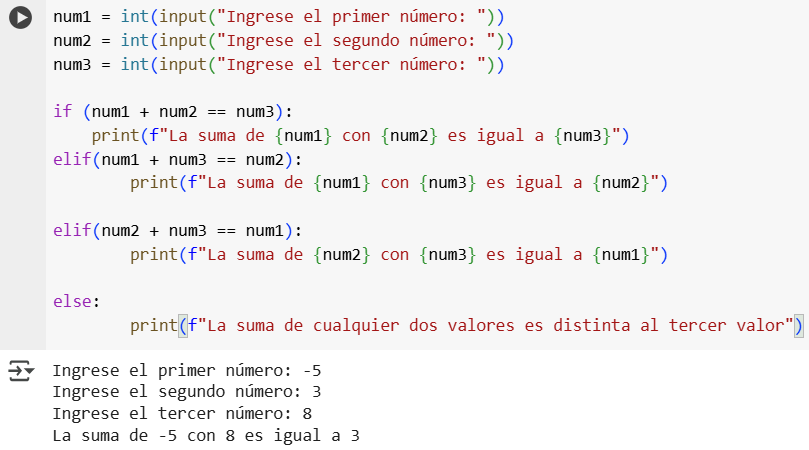 num1 = int(input("Ingrese el primer número: "))
num2 = int(input("Ingrese el segundo número: "))
num3 = int(input("Ingrese el tercer número: "))
if (num1 + num2 == num3):
    print(f"La suma de {num1} con {num2} es igual a {num3}")
elif(num1 + num3 == num2):
        print(f"La suma de {num1} con {num3} es igual a {num2}")
elif(num2 + num3 == num1):
        print(f"La suma de {num2} con {num3} es igual a {num1}")
else:
        print(f"La suma de cualquier dos valores es distinta al tercer valor")
Ingrese el primer número: -5
Ingrese el segundo número: 3
Ingrese el tercer número: 8
La suma de -5 con 8 es igual a 3